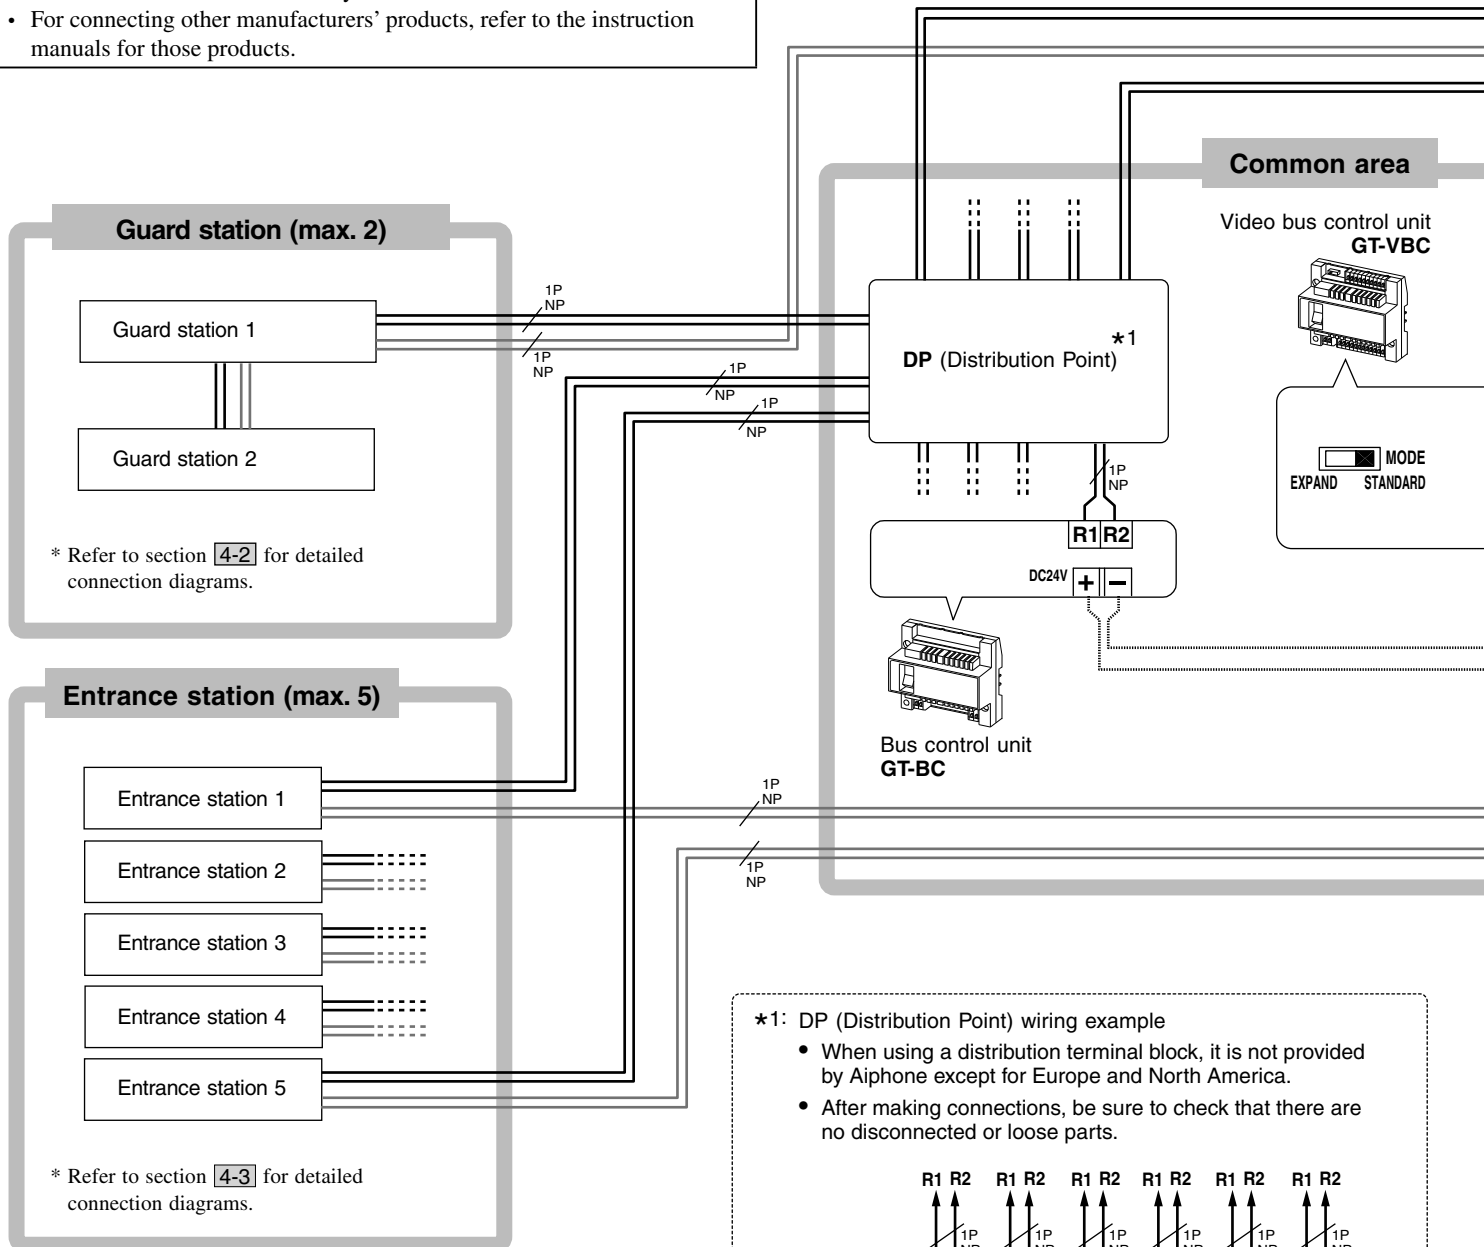 • For connecting other manufacturers' products, refer to the instruction
manuals for those products.
Common area
Video bus control unit
GT-VBC
Guard station (max. 2)
1P
NP
Guard station 1
1P
NP
DP (Distribution Point) *1
1P
NP
1P
NP
Guard station 2
MODE
EXPAND STANDARD
1P
NP
R1 R2
* Refer to section 4-2 for detailed
connection diagrams.
DC24V + −
Entrance station (max. 5)
Bus control unit
GT-BC
Entrance station 1
1P
NP
Entrance station 2
1P
NP
Entrance station 3
Entrance station 4
Entrance station 5
* Refer to section 4-3 for detailed
connection diagrams.
*1: DP (Distribution Point) wiring example
• When using a distribution terminal block, it is not provided
by Aiphone except for Europe and North America.
• After making connections, be sure to check that there are
no disconnected or loose parts.
R1 R2 R1 R2 R1 R2 R1 R2 R1 R2 R1 R2
1P 1P 1P 1P 1P 1P